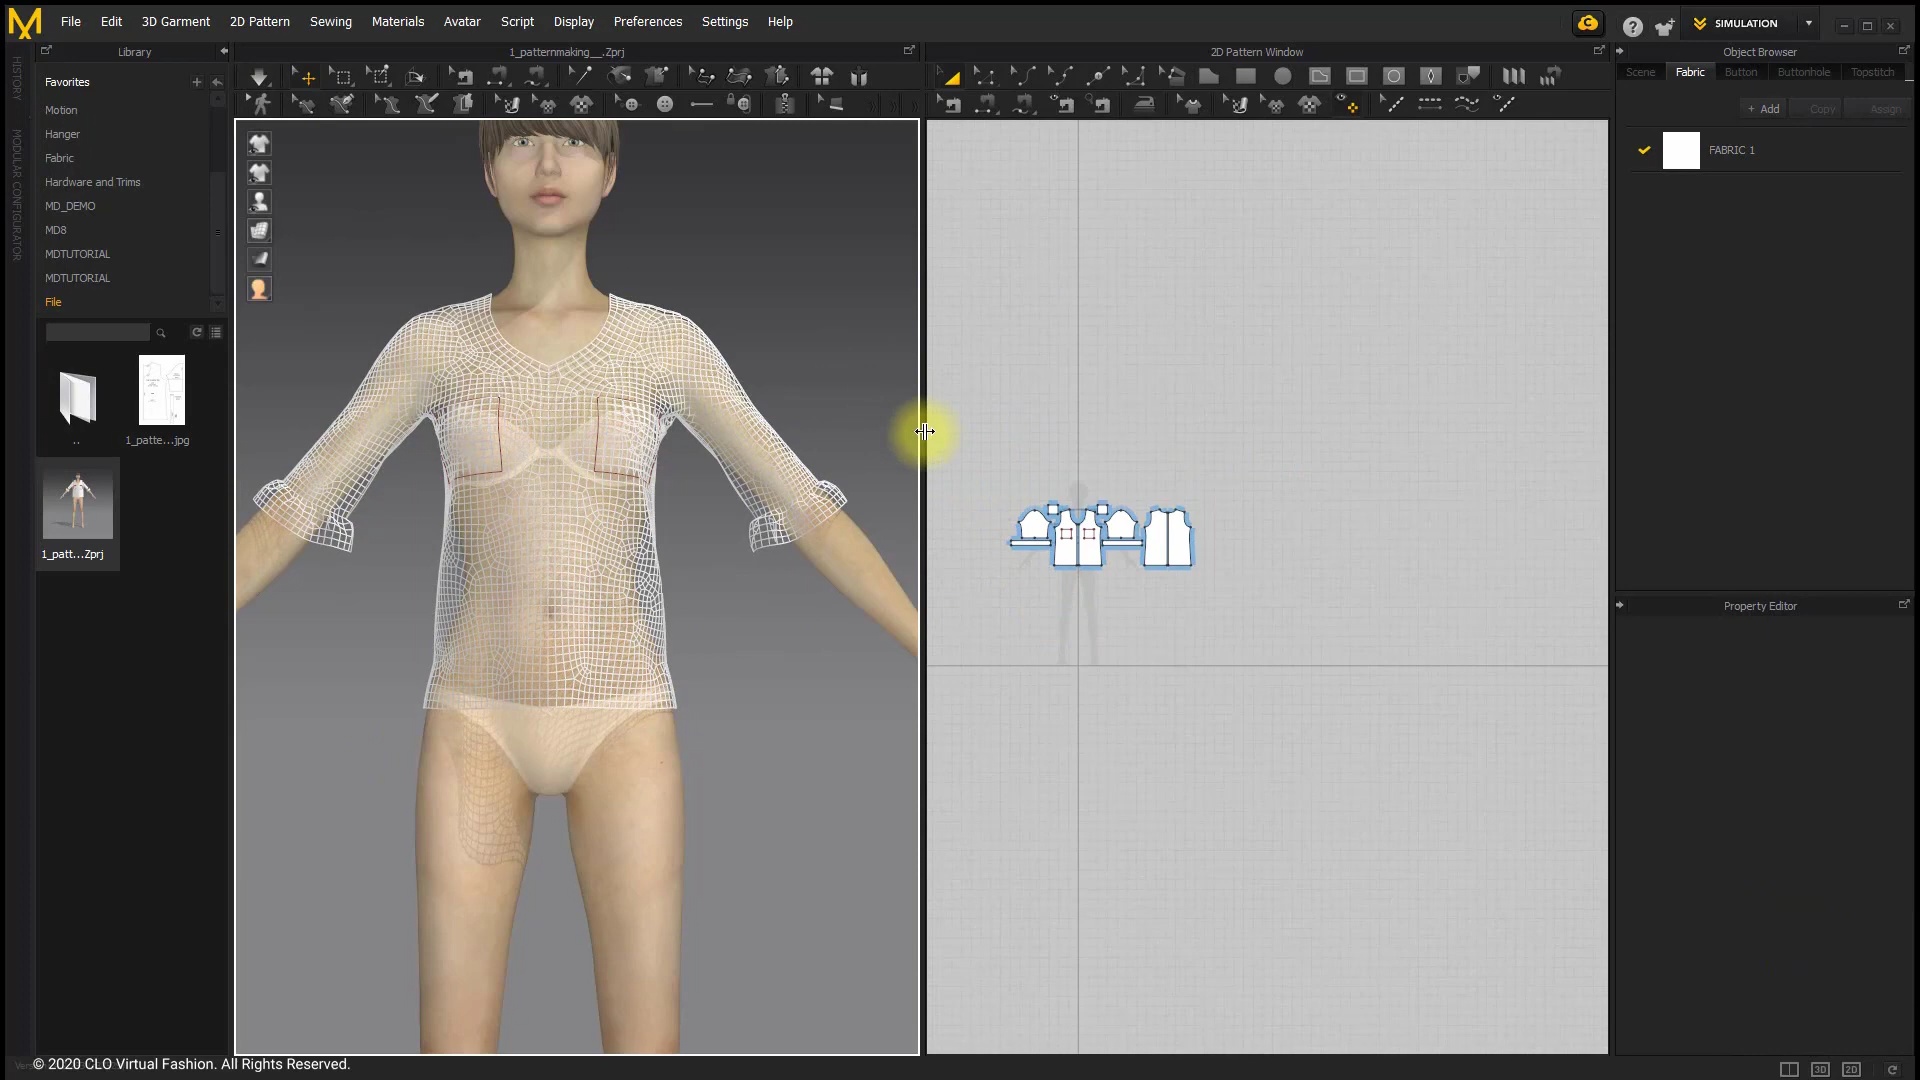 File Edit 3D Garment 2D Pattern Sewing Materials Avatar Script Display Preferences Settings Help
SIMULATION
HISTORY
MODULAR CONFIGURATOR
Library
Favorites
Motion
Hanger
Fabric
Hardware and Trims
MD_DEMO
MD8
MDTUTORIAL
MDTUTORIAL
File
..
1_patte...jpg
1_patt...Zprj
1_patternmaking__.Zprj
2D Pattern Window
Object Browser
Scene Fabric Button Buttonhole Topstitch
+ Add Copy Assign
FABRIC 1
Property Editor
© 2020 CLO Virtual Fashion. All Rights Reserved.
3D 2D